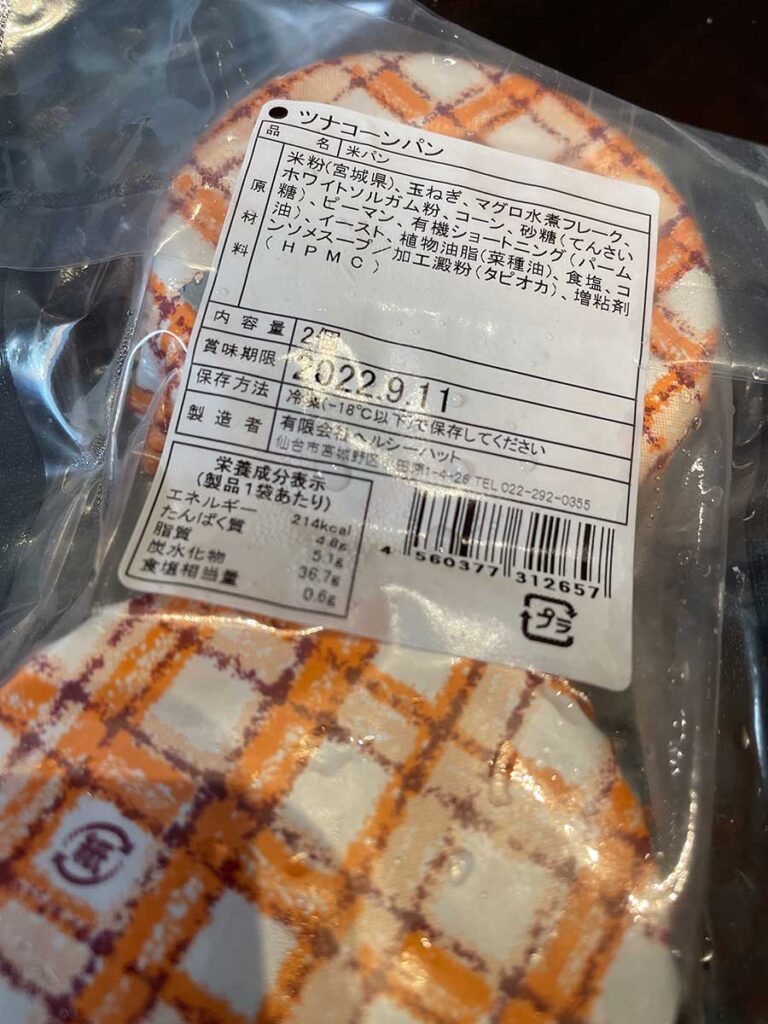 ツナコーンパン
品名 米パン
原材料
米粉(宮城県)、玉ねぎ、マグロ水煮フレーク、
ホワイトソルガム粉、コーン、砂糖(てんさい
糖)、ピーマン、有機ショートニング(パーム
油)、イースト、植物油脂(菜種油)、食塩、コ
ンソメスープ/加工澱粉(タピオカ)、増粘剤
(HPMC)
内容量 2個
賞味期限 2022.9.11
保存方法 冷凍(-18℃以下)で保存してください
製造者 有限会社ヘルシーハット
仙台市宮城野区 1-4-26 TEL 022-292-0355
栄養成分表示
(製品1袋あたり)
エネルギー 214kcal
たんぱく質 4.8g
脂質 5.1g
炭水化物 36.7g
食塩相当量 0.6g
4 560377 312657
プラ
紙